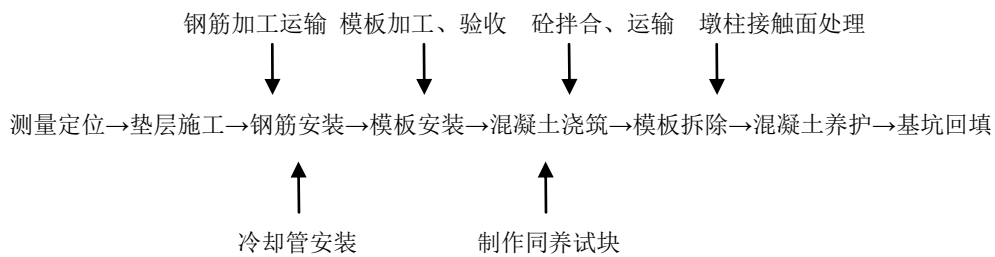 钢筋加工运输 模板加工、验收 砼拌合、运输 墩柱接触面处理
测量定位→垫层施工→钢筋安装→模板安装→混凝土浇筑→模板拆除→混凝土养护→基坑回填
冷却管安装 制作同养试块